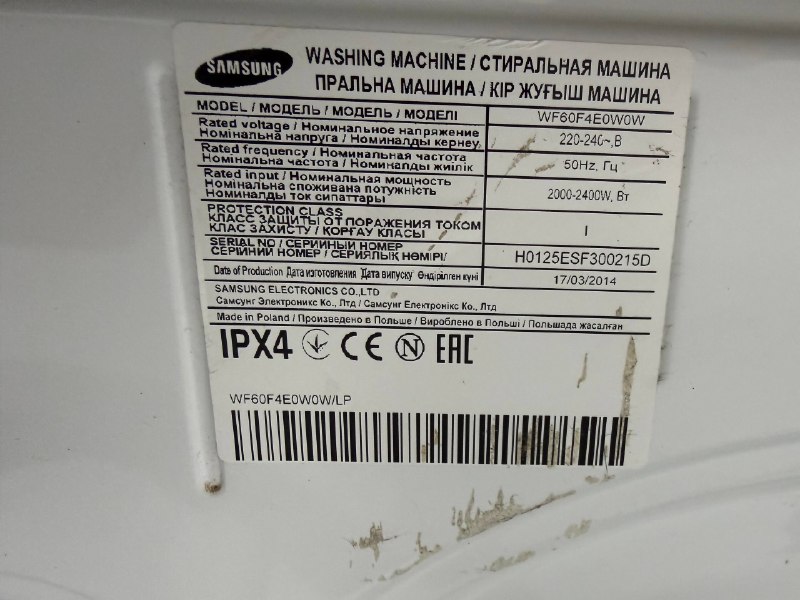 SAMSUNG
WASHING MACHINE / СТИРАЛЬНАЯ МАШИНА
ПРАЛЬНА МАШИНА / КІР ЖУҒЫШ МАШИНА
MODEL / МОДЕЛЬ / МОДЕЛЬ / МОДЕЛІ WF60F4E0W0W
Rated voltage / Номинальное напряжение
Номінальна напруга / Номиналды кернеу 220-240~,В
Rated frequency / Номинальная частота
Номінальна частота / Номиналды жиілік 50Hz, Гц
Rated input / Номинальная мощность
Номінальна споживана потужність
Номиналды ток сипаттары 2000-2400W, Вт
PROTECTION CLASS
КЛАСС ЗАЩИТЫ ОТ ПОРАЖЕНИЯ ТОКОМ
КЛАС ЗАХИСТУ / ҚОРҒАУ КЛАСЫ I
SERIAL NO / СЕРИЙНЫЙ НОМЕР
СЕРІЙНИЙ НОМЕР / СЕРИЯЛЫҚ НӨМІРІ H0125ESF300215D
Date of Production Дата изготовления Дата випуску Өндірілген күні 17/03/2014
SAMSUNG ELECTRONICS CO.,LTD
Самсунг Электроникс Ко., Лтд / Самсунг Електронікс Ко., Лтд
Made in Poland / Произведено в Польше / Вироблено в Польщі / Польшада жасалған
IPX4 CE N EAC
WF60F4E0W0W/LP